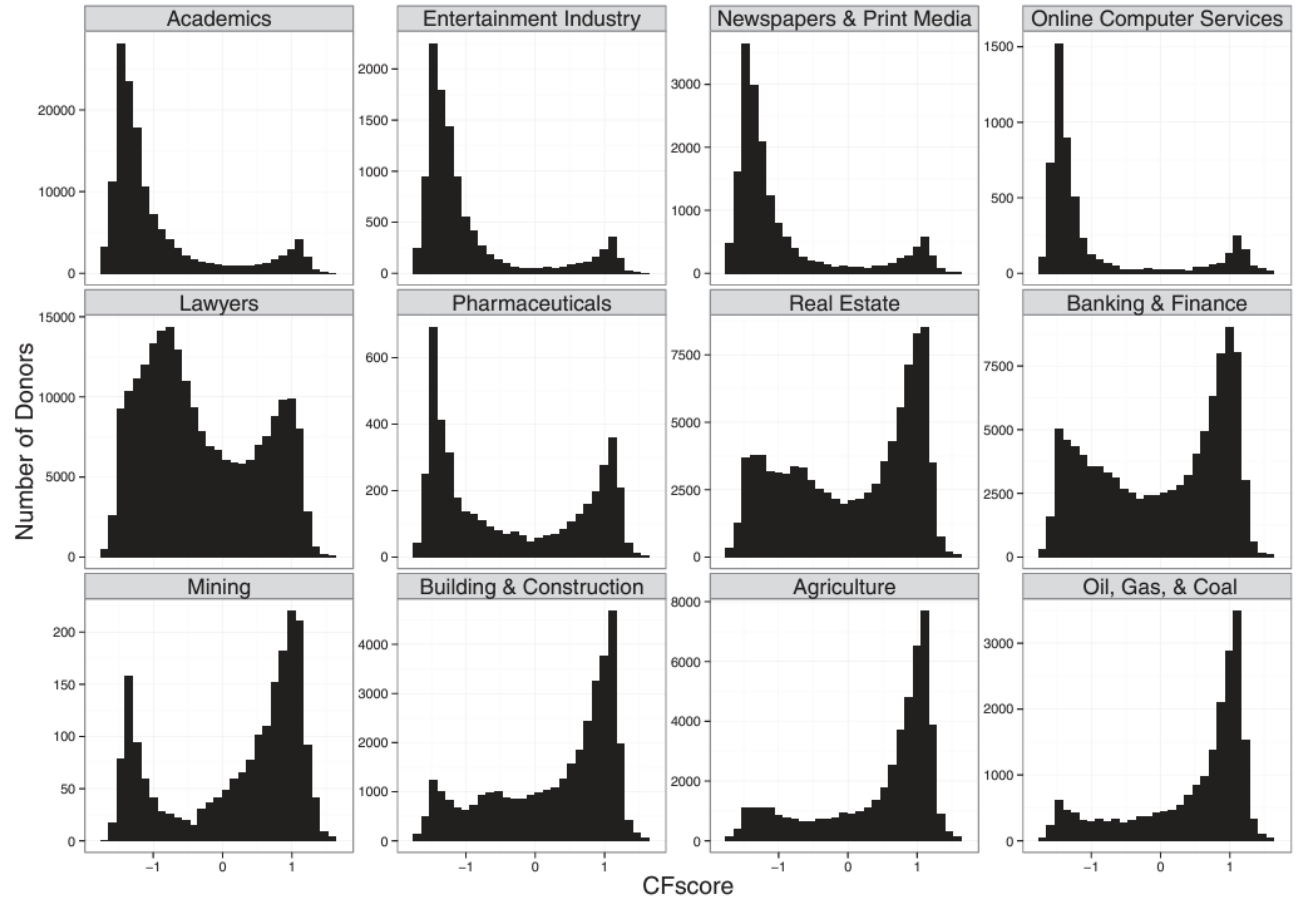 Academics
Entertainment Industry
Newspapers & Print Media
Online Computer Services
20000
10000
0
2000
1500
1000
500
0
3000
2000
1000
0
1500
1000
500
0
Lawyers
Pharmaceuticals
Real Estate
Banking & Finance
15000
10000
5000
0
600
400
200
0
7500
5000
2500
0
7500
5000
2500
0
Number of Donors
Mining
Building & Construction
Agriculture
Oil, Gas, & Coal
200
150
100
50
0
4000
3000
2000
1000
0
8000
6000
4000
2000
0
3000
2000
1000
0
−1 0 1
−1 0 1
−1 0 1
−1 0 1
CFscore